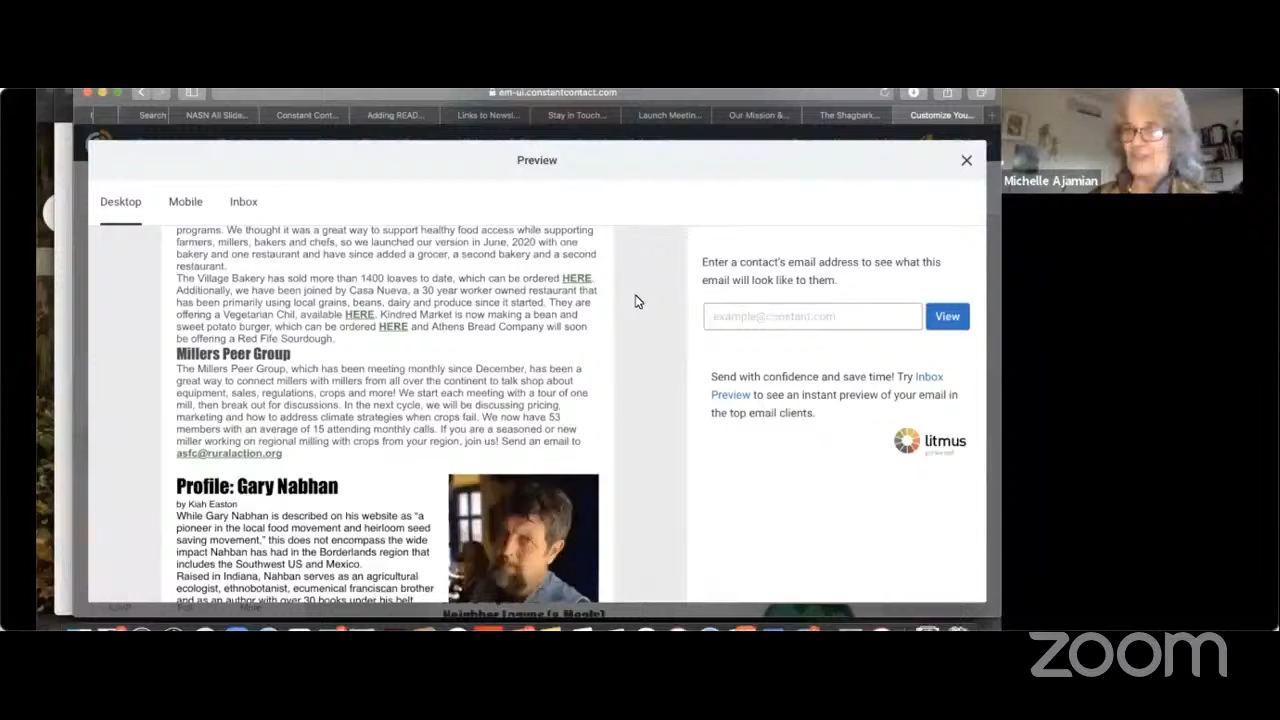 em-ui.constantcontact.com
Search
NASN All Slide...
Constant Cont...
Adding READ...
Links to Newsl...
Stay in Touch...
Launch Meetin...
Our Mission &...
The Shagbark...
Customize You...
Preview
Michelle Ajamian
Desktop
Mobile
Inbox
programs. We thought it was a great way to support healthy food access while supporting
farmers, millers, bakers and chefs, so we launched our version in June, 2020 with one
bakery and one restaurant and have since added a grocer, a second bakery and a second
restaurant.
The Village Bakery has sold more than 1400 loaves to date, which can be ordered HERE.
Additionally, we have been joined by Casa Nueva, a 30 year worker owned restaurant that
has been primarily using local grains, beans, dairy and produce since it started. They are
offering a Vegetarian Chil, available HERE. Kindred Market is now making a bean and
sweet potato burger, which can be ordered HERE and Athens Bread Company will soon
be offering a Red Fife Sourdough.
Millers Peer Group
The Millers Peer Group, which has been meeting monthly since December, has been a
great way to connect millers with millers from all over the continent to talk shop about
equipment, sales, regulations, crops and more! We start each meeting with a tour of one
mill, then break out for discussions. In the next cycle, we will be discussing pricing,
marketing and how to address climate strategies when crops fail. We now have 53
members with an average of 15 attending monthly calls. If you are a seasoned or new
miller working on regional milling with crops from your region, join us! Send an email to
asfc@ruralaction.org
Profile: Gary Nabhan
by Kiah Easton
While Gary Nabhan is described on his website as “a
pioneer in the local food movement and heirloom seed
saving movement,” this does not encompass the wide
impact Nahban has had in the Borderlands region that
includes the Southwest US and Mexico.
Raised in Indiana, Nabhan serves as an agricultural
ecologist, ethnobotanist, ecumenical franciscan brother
and as an author with over 30 books under his belt
More
Enter a contact's email address to see what this
email will look like to them.
example@constant.com
View
Send with confidence and save time! Try Inbox
Preview to see an instant preview of your email in
the top email clients.
litmus
zoom